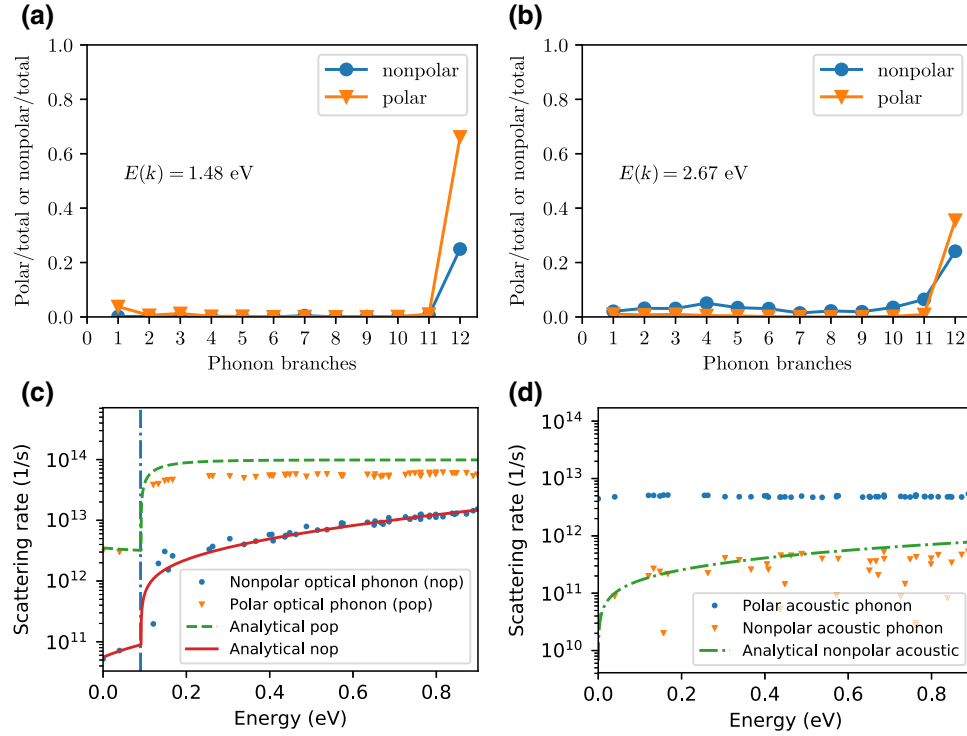 (a)
Polar/total or nonpolar/total
1.0
0.8
0.6
0.4
0.2
0.0
nonpolar
polar
E(k) = 1.48 eV
1 2 3 4 5 6 7 8 9 10 11 12
Phonon branches
(b)
Polar/total or nonpolar/total
1.0
0.8
0.6
0.4
0.2
0.0
nonpolar
polar
E(k) = 2.67 eV
1 2 3 4 5 6 7 8 9 10 11 12
Phonon branches
(c)
Scattering rate (1/s)
10^14
10^13
10^12
10^11
Nonpolar optical phonon (nop)
Polar optical phonon (pop)
Analytical pop
Analytical nop
0.0 0.2 0.4 0.6 0.8
Energy (eV)
(d)
Scattering rate (1/s)
10^14
10^13
10^12
10^11
10^10
Polar acoustic phonon
Nonpolar acoustic phonon
Analytical nonpolar acoustic
0.0 0.2 0.4 0.6 0.8
Energy (eV)